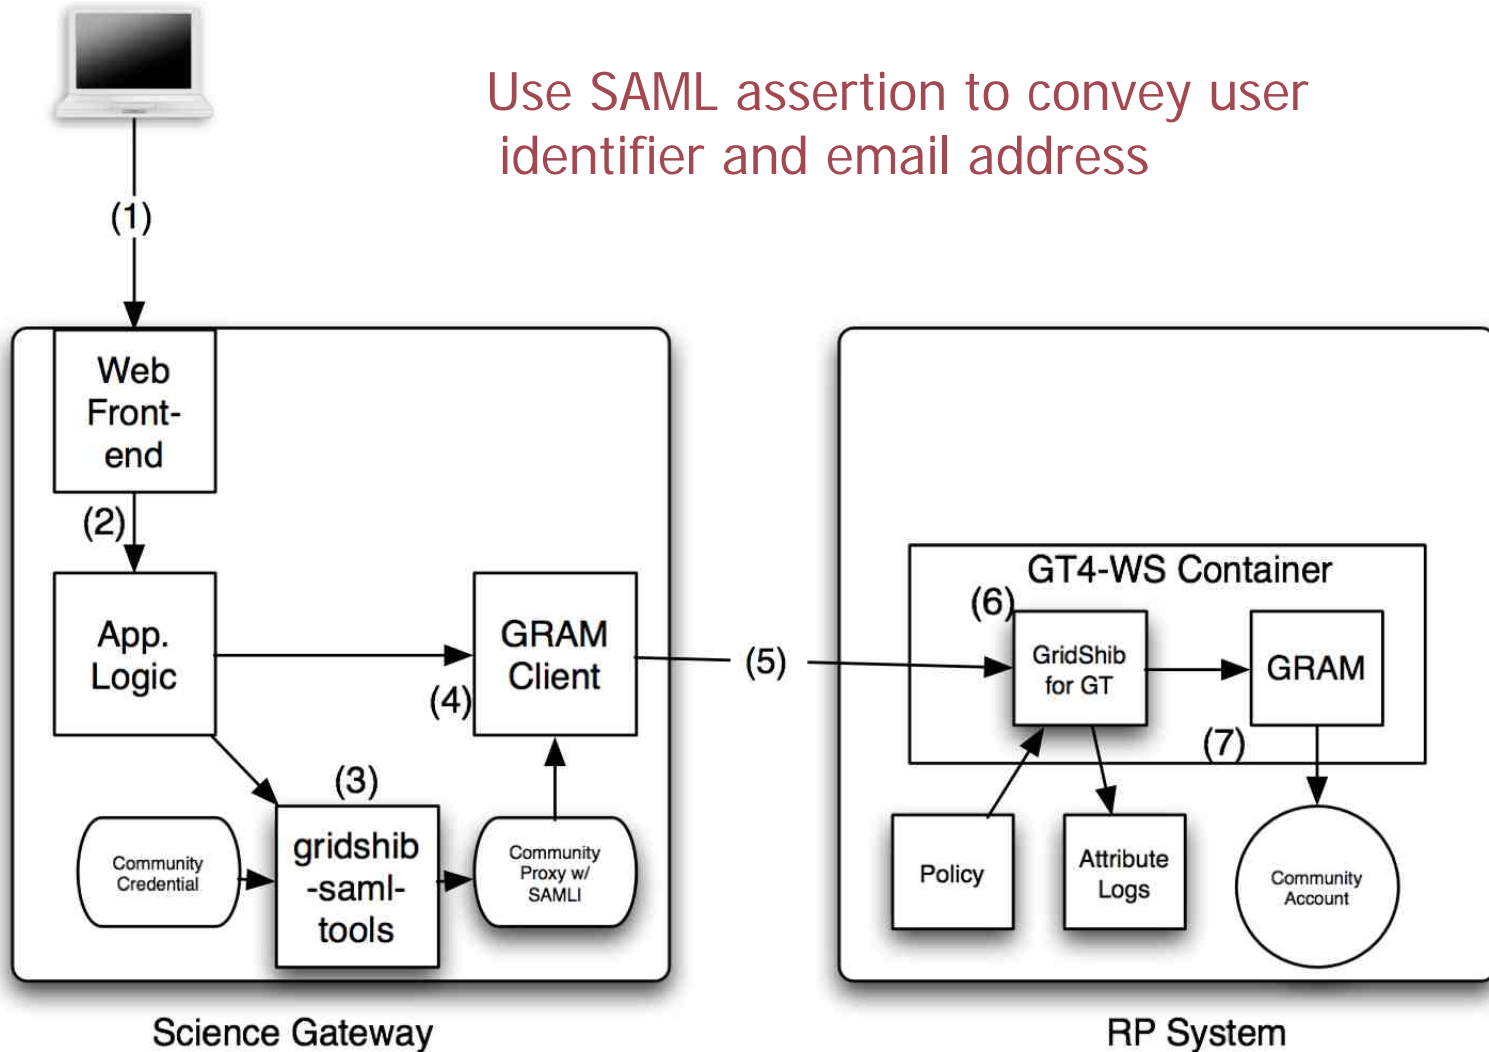 Use SAML assertion to convey user
identifier and email address
(1)
Web
Front-
end
(2)
App.
Logic
GRAM
Client
(4)
(3)
Community
Credential
gridshib
-saml-
tools
Community
Proxy w/
SAMLI
Science Gateway
(5)
GT4-WS Container
(6)
GridShib
for GT
GRAM
(7)
Policy
Attribute
Logs
Community
Account
RP System